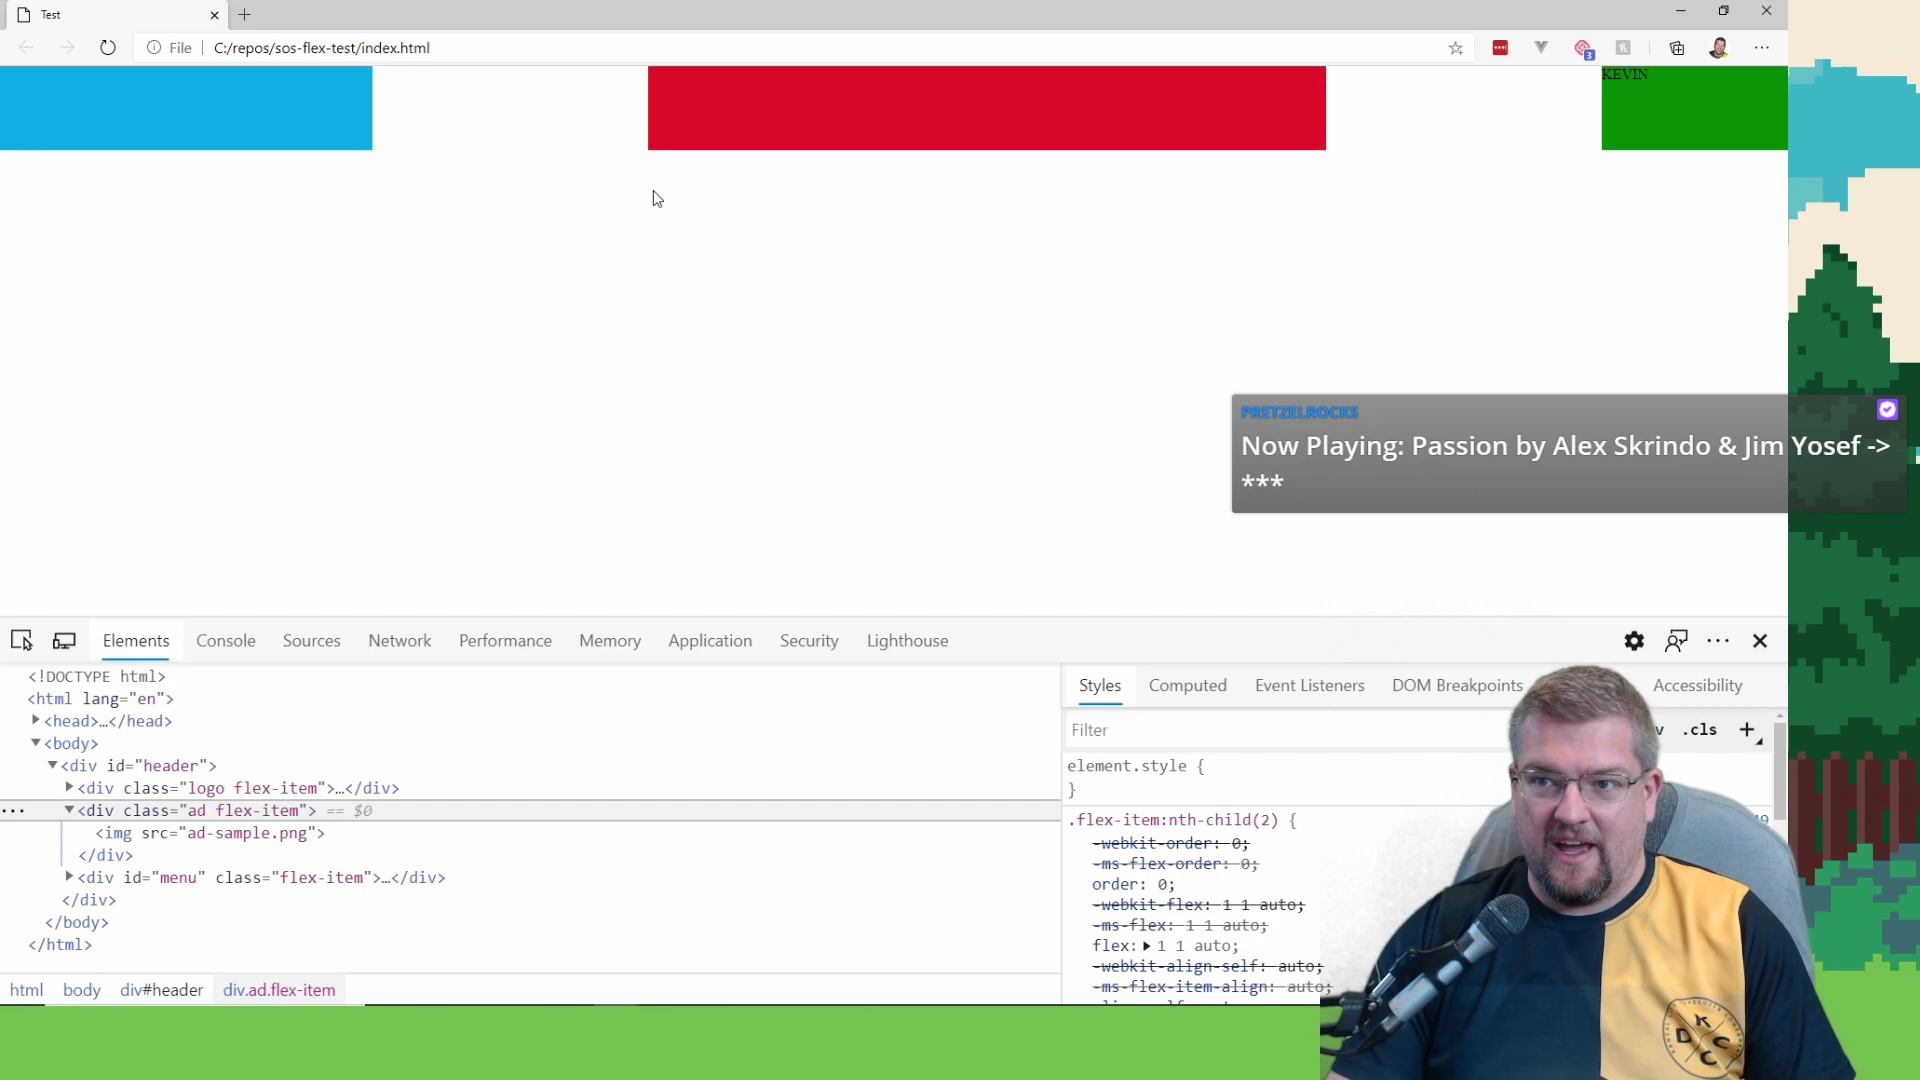 Test
File
C:/repos/sos-flex-test/index.html
3
KEVIN
PRETZELROCKS
Now Playing: Passion by Alex Skrindo & Jim Yosef ->
***
Elements Console Sources Network Performance Memory Application Security Lighthouse
<!DOCTYPE html>
<html lang="en">
<head>…</head>
<body>
<div id="header">
<div class="logo flex-item">…</div>
<div class="ad flex-item"> == $0
<img src="ad-sample.png">
</div>
<div id="menu" class="flex-item">…</div>
</div>
</body>
</html>
html body div#header div.ad.flex-item
Styles Computed Event Listeners DOM Breakpoints Accessibility
Filter
.cls
element.style {
}
.flex-item:nth-child(2) {
-webkit-order: 0;
-ms-flex-order: 0;
order: 0;
-webkit-flex: 1 1 auto;
-ms-flex: 1 1 auto;
flex: 1 1 auto;
-webkit-align-self: auto;
-ms-flex-item-align: auto;
K
D C
C